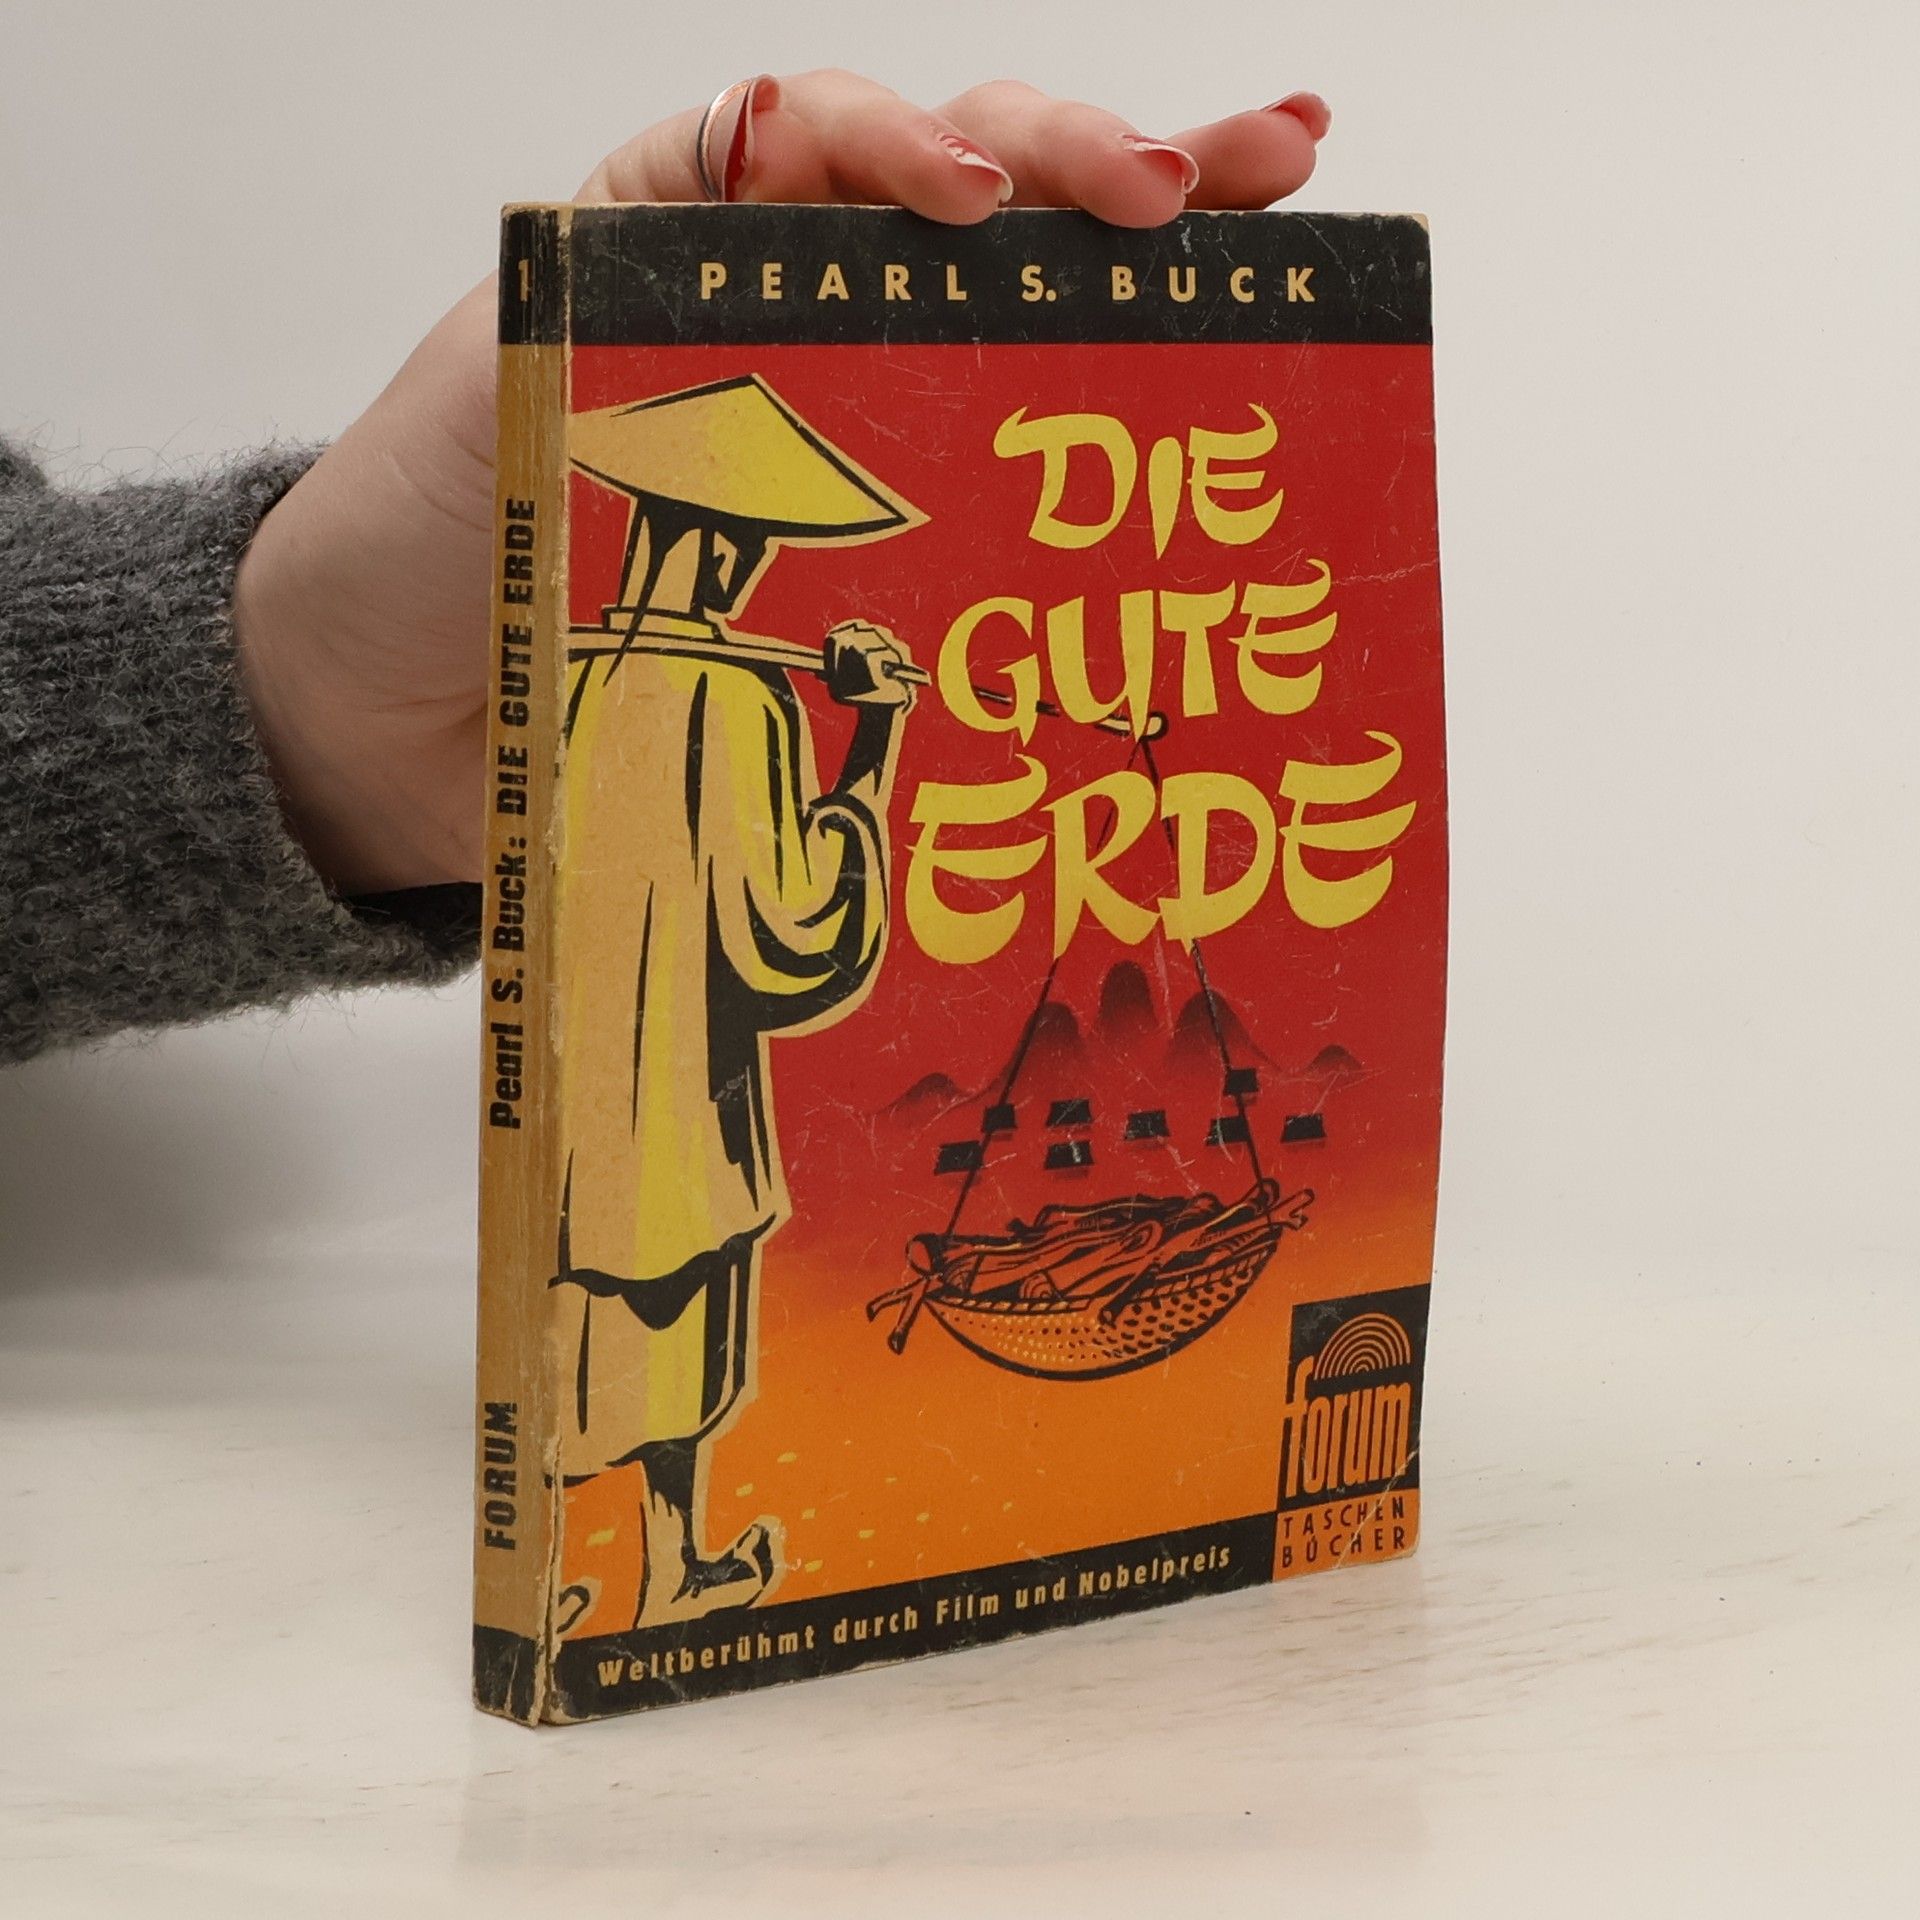 1
Pearl S. Buck: DIE GUTE ERDE
FORUM
PEARL S. BUCK
DIE
GUTE
ERDE
forum
TASCHEN
BÜCHER
Weltberühmt durch Film und Nobelpreis